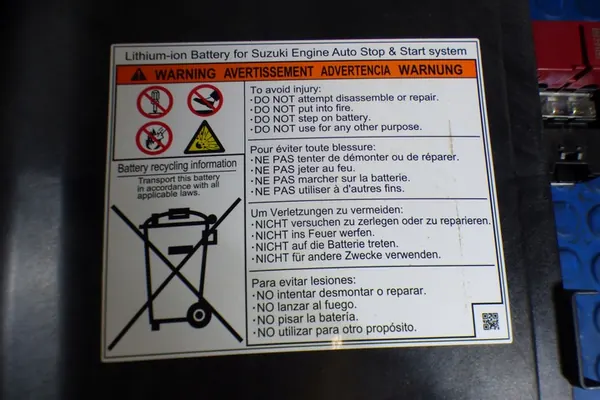 Lithium-ion Battery for Suzuki Engine Auto Stop & Start system
WARNING AVERTISSEMENT ADVERTENCIA WARNUNG
Battery recycling information
Transport this battery
in accordance with all
applicable laws.
To avoid injury:
・DO NOT attempt disassemble or repair.
・DO NOT put into fire.
・DO NOT step on battery.
・DO NOT use for any other purpose.
Pour éviter toute blessure:
・NE PAS tenter de démonter ou de réparer.
・NE PAS jeter au feu.
・NE PAS marcher sur la batterie.
・NE PAS utiliser à d'autres fins.
Um Verletzungen zu vermeiden:
・NICHT versuchen zu zerlegen oder zu reparieren.
・NICHT ins Feuer werfen.
・NICHT auf die Batterie treten.
・NICHT für andere Zwecke verwenden.
Para evitar lesiones:
・NO intentar desmontar o reparar.
・NO lanzar al fuego.
・NO pisar la batería.
・NO utilizar para otro propósito.